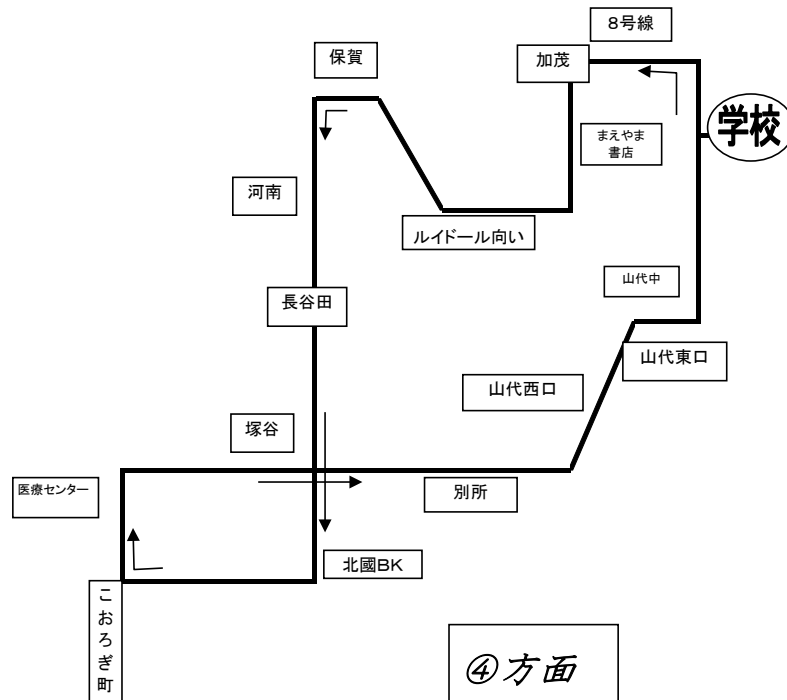 8号線
保賀
加茂
学校
まえやま
書店
河南
ルイドール向い
山代中
長谷田
山代東口
山代西口
塚谷
医療センター
別所
北國BK
こおろぎ町
④方面